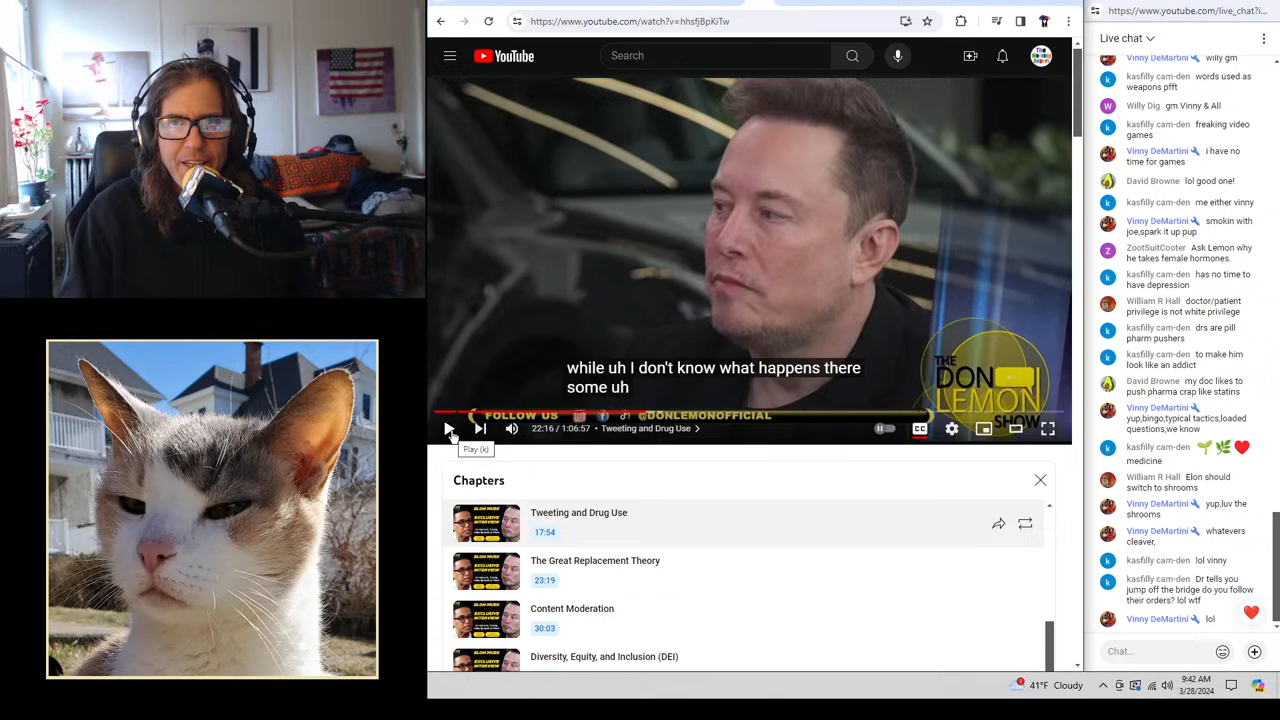 https://www.youtube.com/watch?v=hhsfjBpKiTw
YouTube
Search
while uh I don't know what happens there
some uh
THE
DON
LEMON
SHOW
FOLLOW US
@DONLEMONOFFICIAL
22:16 / 1:06:57 • Tweeting and Drug Use
CC
Play (k)
Chapters
Tweeting and Drug Use
17:54
The Great Replacement Theory
23:19
Content Moderation
30:03
Diversity, Equity, and Inclusion (DEI)
https://www.youtube.com/live_chat?i...
Live chat
Vinny DeMartini willy gm
kasfilly cam-den words used as
weapons pfft
Willy Dig gm Vinny & All
kasfilly cam-den freaking video
games
Vinny DeMartini i have no
time for games
David Browne lol good one!
kasfilly cam-den me either vinny
Vinny DeMartini smokin with
joe,spark it up pup
ZootSuitCooter Ask Lemon why
he takes female hormones.
kasfilly cam-den has no time to
have depression
William R Hall doctor/patient
privilege is not white privilege
kasfilly cam-den drs are pill
pharm pushers
kasfilly cam-den to make him
look like an addict
David Browne my doc likes to
push pharma crap like stasi
Vinny DeMartini
yup,bingo,typical tactics,loaded
questions,we know
kasfilly cam-den 🌱 🌿 ♥
medicine
William R Hall Elon should
switch to shrooms
Vinny DeMartini yup,luv the
shrooms
Vinny DeMartini whatevers
cleaver,
kasfilly cam-den lol vinny
kasfilly cam-den Dr tells you
jump off the bridge do you follow
their orders? lol wtf
Vinny DeMartini lol
Chat...
41°F Cloudy
9:42 AM
3/28/2024